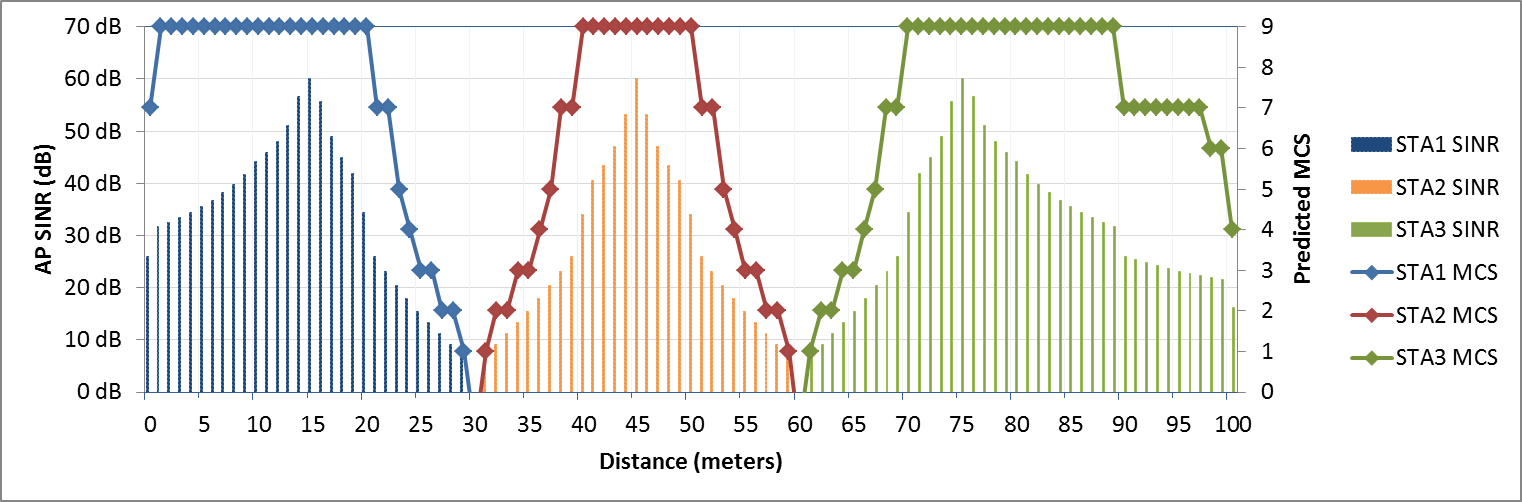 70 dB
60 dB
50 dB
40 dB
30 dB
20 dB
10 dB
0 dB
AP SINR (dB)
0 5 10 15 20 25 30 35 40 45 50 55 60 65 70 75 80 85 90 95 100
Distance (meters)
9
8
7
6
5
4
3
2
1
0
Predicted MCS
STA1 SINR
STA2 SINR
STA3 SINR
STA1 MCS
STA2 MCS
STA3 MCS